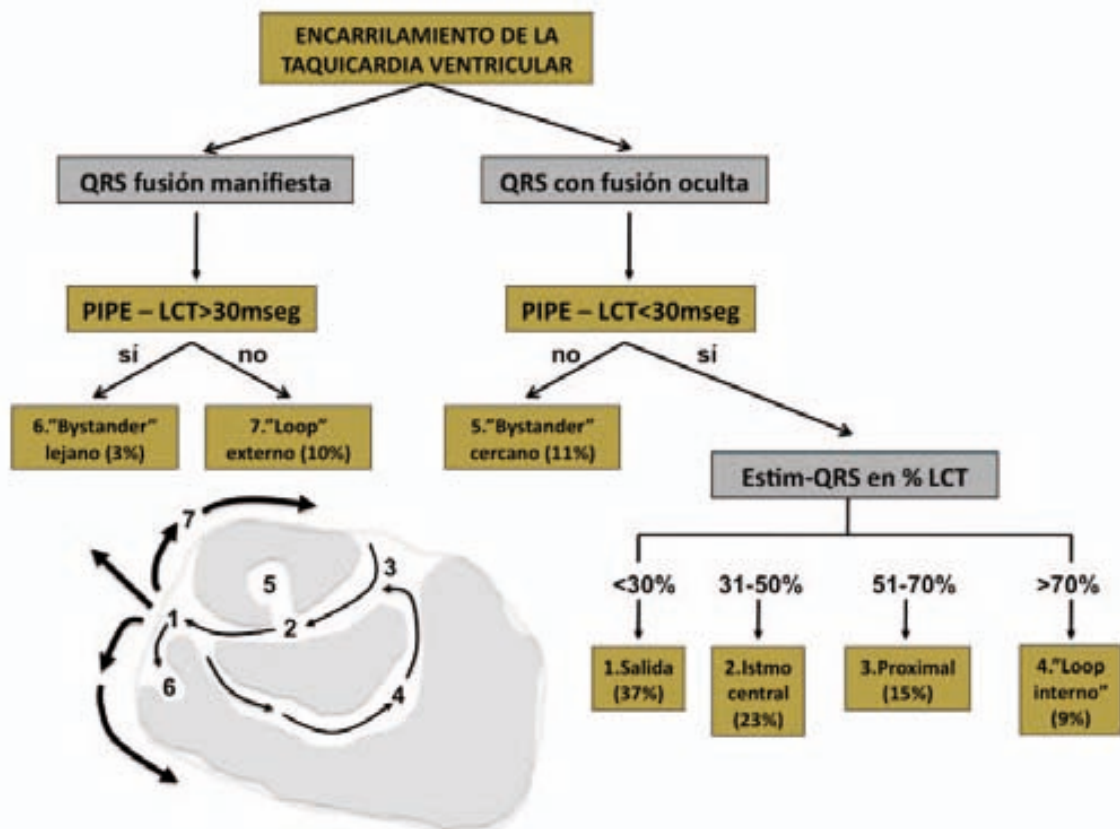 ENCARRILAMIENTO DE LA
TAQUICARDIA VENTRICULAR
QRS fusión manifiesta
QRS con fusión oculta
PIPE – LCT>30mseg
PIPE – LCT<30mseg
sí
no
no
sí
6."Bystander"
lejano (3%)
7."Loop"
externo (10%)
5."Bystander"
cercano (11%)
Estim-QRS en % LCT
<30%
31-50%
51-70%
>70%
1.Salida
(37%)
2.Istmo
central
(23%)
3.Proximal
(15%)
4."Loop
interno"
(9%)
7
3
5
1
2
6
4